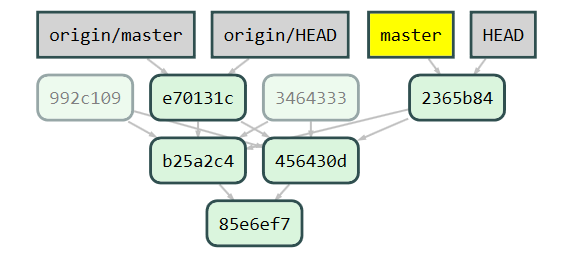 origin/master origin/HEAD master HEAD
992c109 e70131c 3464333 2365b84
b25a2c4 456430d
85e6ef7